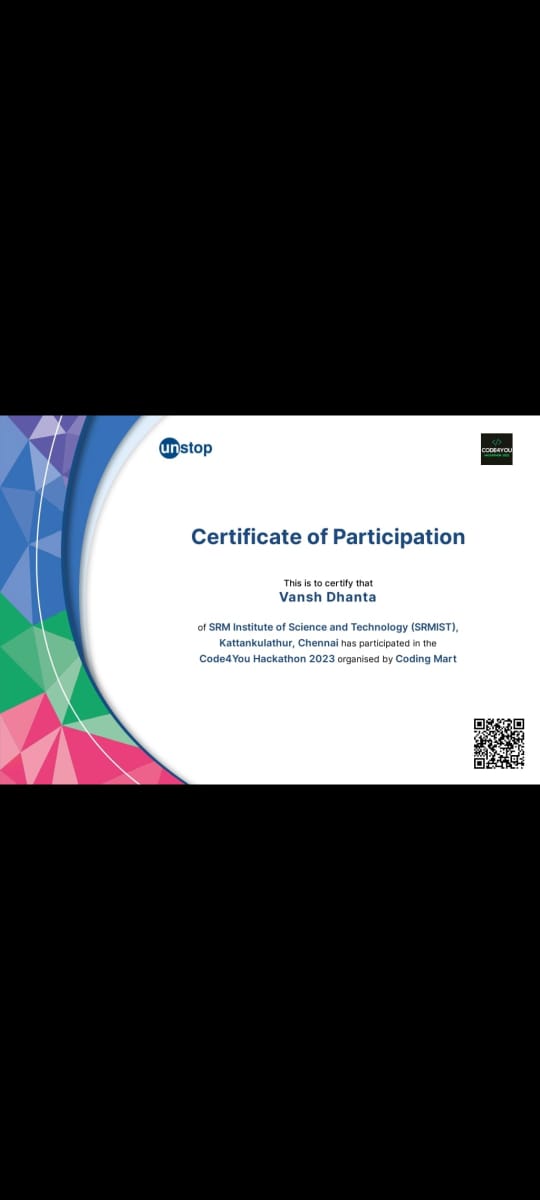 unstop
</>
CODE4YOU
Certificate of Participation
This is to certify that
Vansh Dhanta
of SRM Institute of Science and Technology (SRMIST),
Kattankulathur, Chennai has participated in the
Code4You Hackathon 2023 organised by Coding Mart